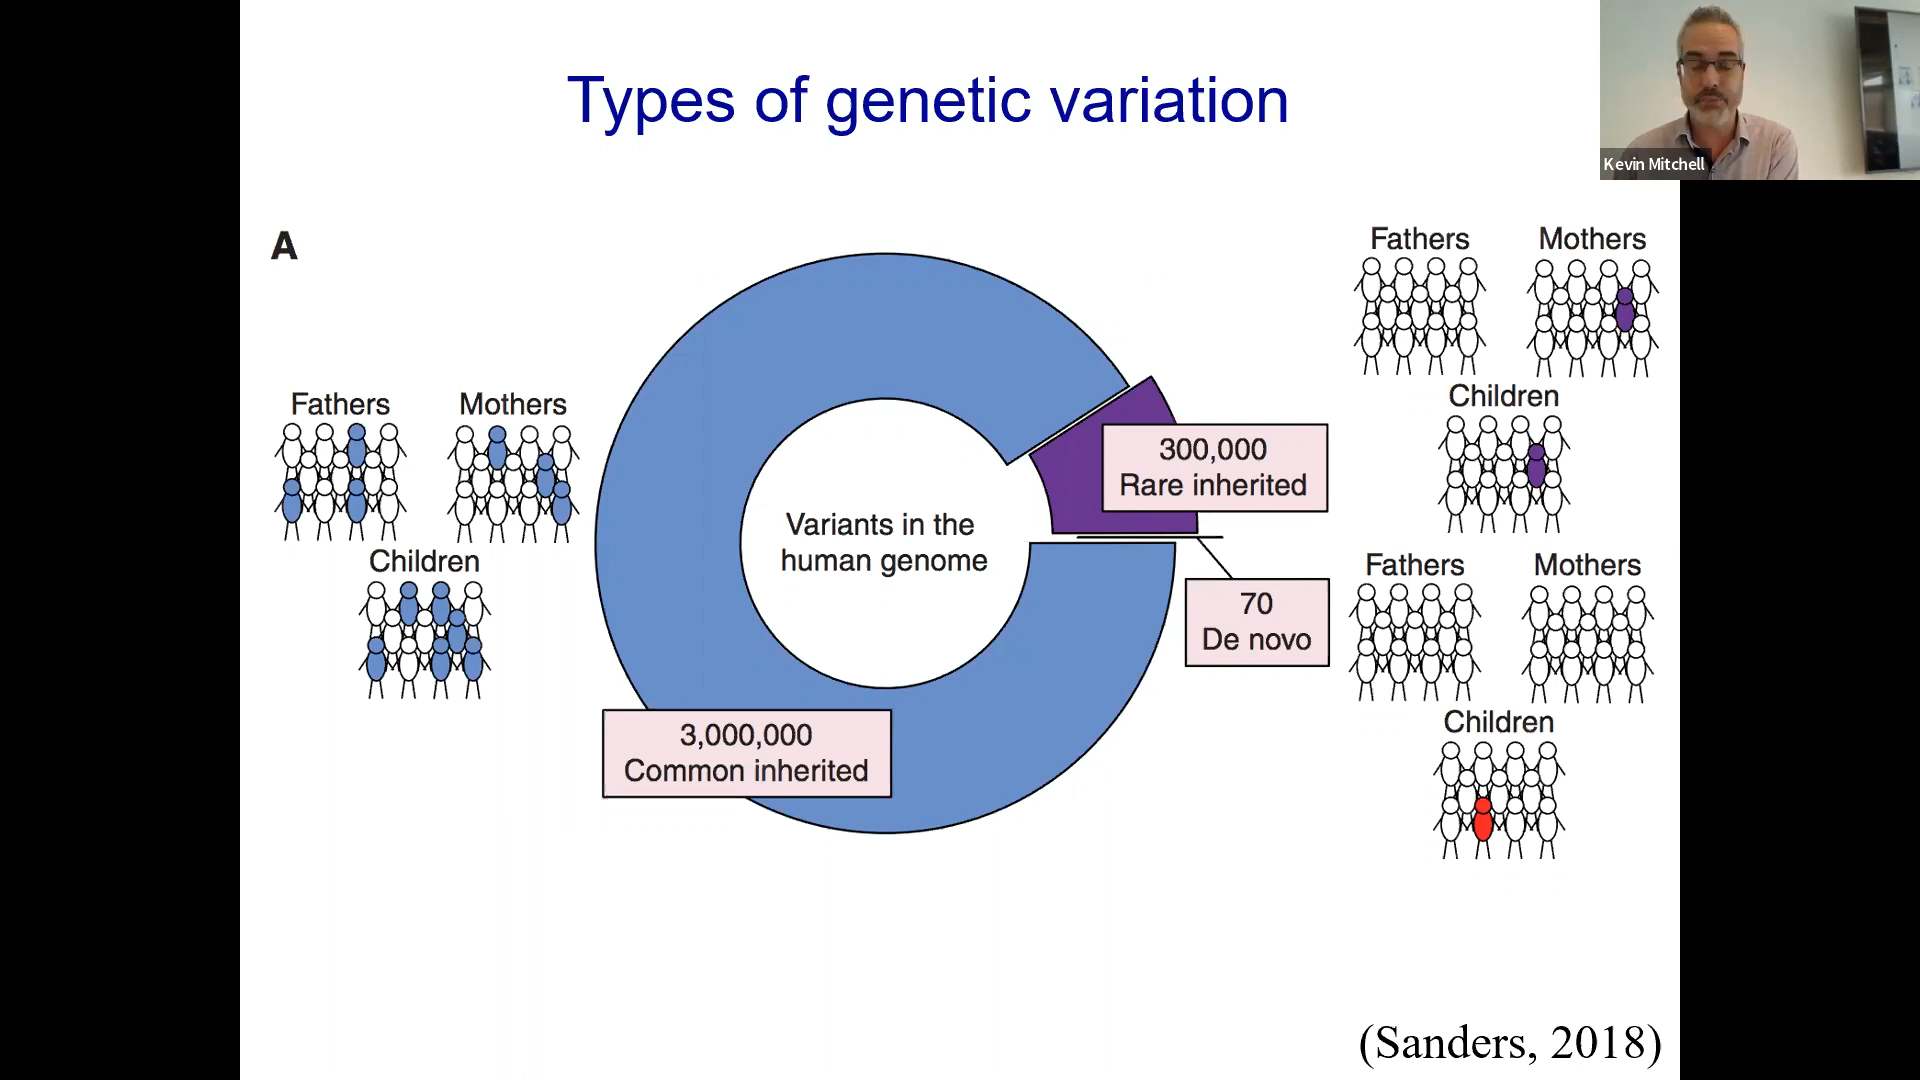 Types of genetic variation
Kevin Mitchell
A
Fathers
Mothers
Children
Variants in the
human genome
3,000,000
Common inherited
300,000
Rare inherited
70
De novo
Fathers
Mothers
Children
Fathers
Mothers
Children
(Sanders, 2018)